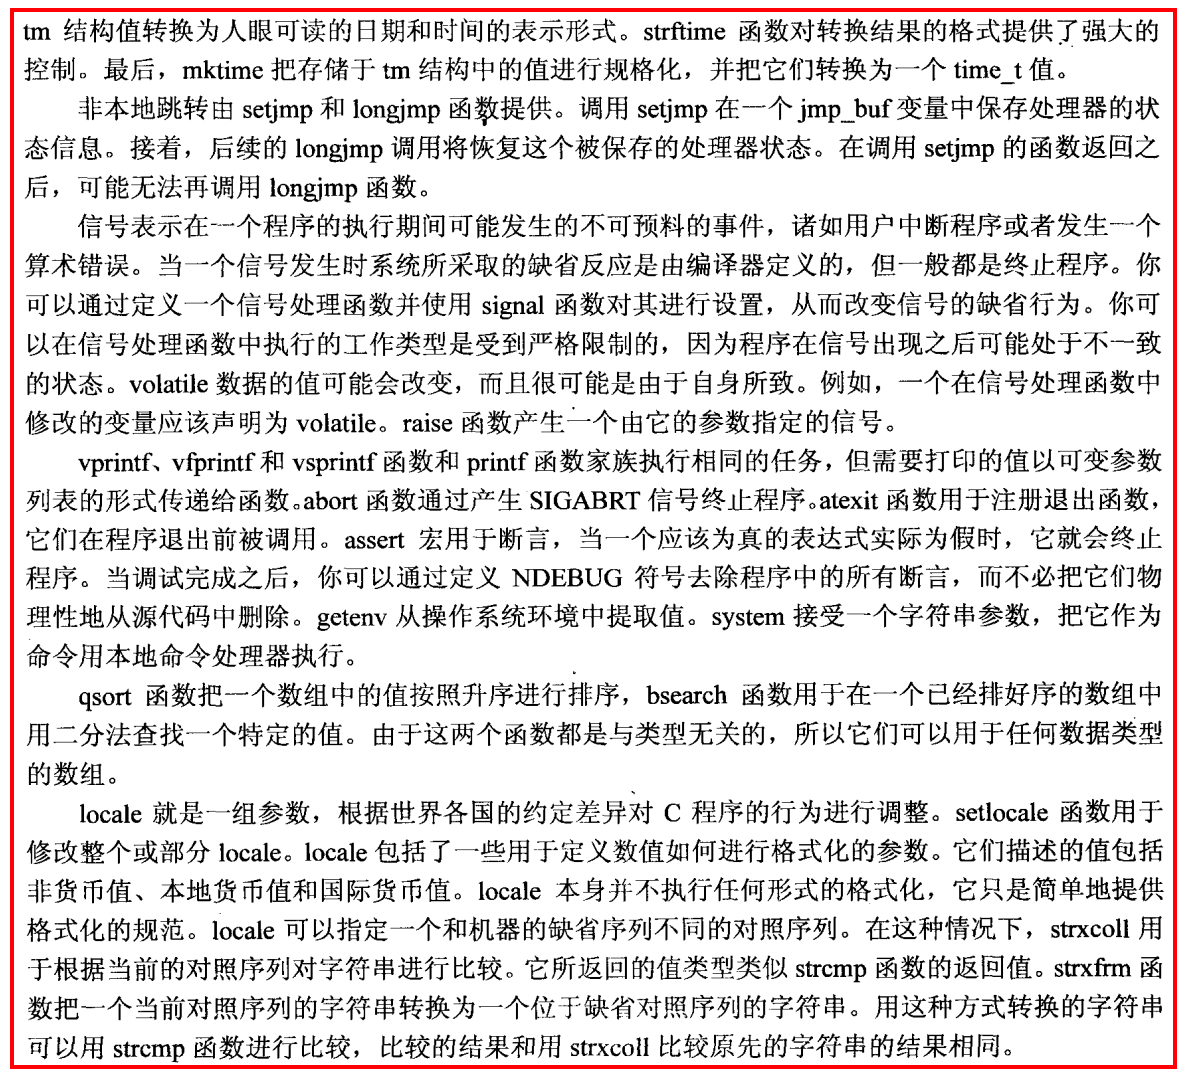 tm 结构值转换为人眼可读的日期和时间的表示形式。strftime 函数对转换结果的格式提供了强大的
控制。最后，mktime 把存储于 tm 结构中的值进行规格化，并把它们转换为一个 time_t 值。
非本地跳转由 setjmp 和 longjmp 函数提供。调用 setjmp 在一个 jmp_buf 变量中保存处理器的状
态信息。接着，后续的 longjmp 调用将恢复这个被保存的处理器状态。在调用 setjmp 的函数返回之
后，可能无法再调用 longjmp 函数。
信号表示在一个程序的执行期间可能发生的不可预料的事件，诸如用户中断程序或者发生一个
算术错误。当一个信号发生时系统所采取的缺省反应是由编译器定义的，但一般都是终止程序。你
可以通过定义一个信号处理函数并使用 signal 函数对其进行设置，从而改变信号的缺省行为。你可
以在信号处理函数中执行的工作类型是受到严格限制的，因为程序在信号出现之后可能处于不一致
的状态。volatile 数据的值可能会改变，而且很可能是由于自身所致。例如，一个在信号处理函数中
修改的变量应该声明为 volatile。raise 函数产生一个由它的参数指定的信号。
vprintf、vfprintf 和 vsprintf 函数和 printf 函数家族执行相同的任务，但需要打印的值以可变参数
列表的形式传递给函数。abort 函数通过产生 SIGABRT 信号终止程序。atexit 函数用于注册退出函数，
它们在程序退出前被调用。assert 宏用于断言，当一个应该为真的表达式实际为假时，它就会终止
程序。当调试完成之后，你可以通过定义 NDEBUG 符号去除程序中的所有断言，而不必把它们物
理性地从源代码中删除。getenv 从操作系统环境中提取值。system 接受一个字符串参数，把它作为
命令用本地命令处理器执行。
qsort 函数把一个数组中的值按照升序进行排序，bsearch 函数用于在一个已经排好序的数组中
用二分法查找一个特定的值。由于这两个函数都是与类型无关的，所以它们可以用于任何数据类型
的数组。
locale 就是一组参数，根据世界各国的约定差异对 C 程序的行为进行调整。setlocale 函数用于
修改整个或部分 locale。locale 包括了一些用于定义数值如何进行格式化的参数。它们描述的值包括
非货币值、本地货币值和国际货币值。locale 本身并不执行任何形式的格式化，它只是简单地提供
格式化的规范。locale 可以指定一个和机器的缺省序列不同的对照序列。在这种情况下，strxcoll 用
于根据当前的对照序列对字符串进行比较。它所返回的值类型类似 strcmp 函数的返回值。strxfrm 函
数把一个当前对照序列的字符串转换为一个位于缺省对照序列的字符串。用这种方式转换的字符串
可以用 strcmp 函数进行比较，比较的结果和用 strxcoll 比较原先的字符串的结果相同。